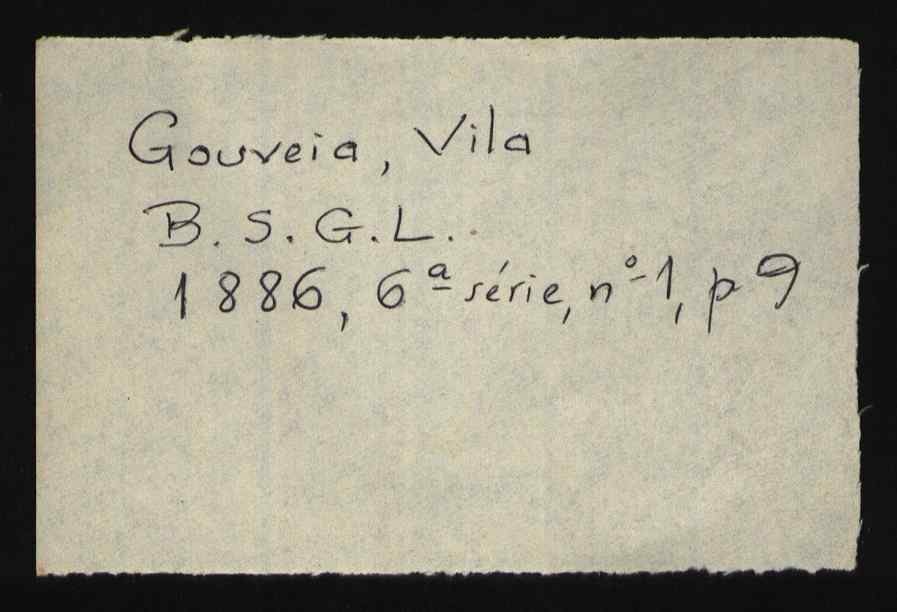 Gouveia, Vila
B. S. G. L.
1886, 6ª série, nº 1, p 9